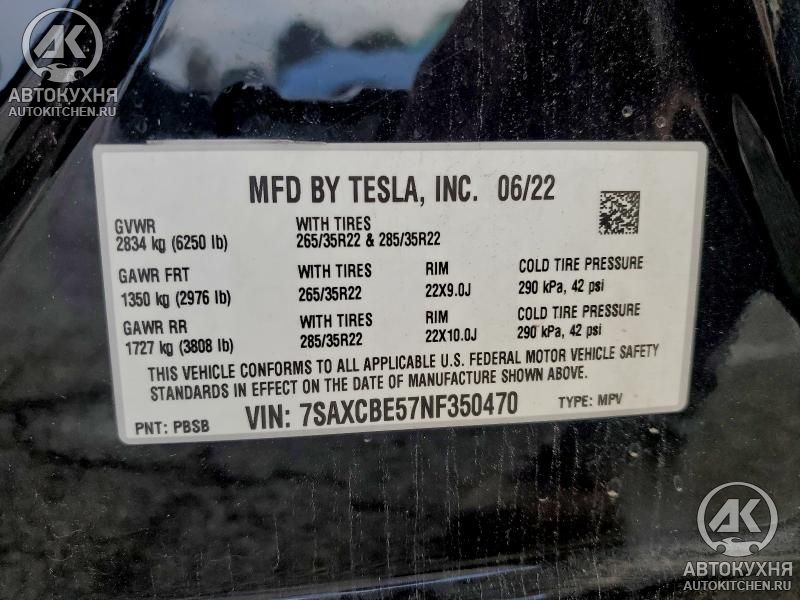 AK
АВТОКУХНЯ
AUTOKITCHEN.RU
MFD BY TESLA, INC. 06/22
GVWR WITH TIRES
2834 kg (6250 lb) 265/35R22 & 285/35R22
GAWR FRT WITH TIRES RIM COLD TIRE PRESSURE
1350 kg (2976 lb) 265/35R22 22X9.0J 290 kPa, 42 psi
GAWR RR WITH TIRES RIM COLD TIRE PRESSURE
1727 kg (3808 lb) 285/35R22 22X10.0J 290 kPa, 42 psi
THIS VEHICLE CONFORMS TO ALL APPLICABLE U.S. FEDERAL MOTOR VEHICLE SAFETY
STANDARDS IN EFFECT ON THE DATE OF MANUFACTURE SHOWN ABOVE.
PNT: PBSB VIN: 7SAXCBE57NF350470 TYPE: MPV
AK
АВТОКУХНЯ
AUTOKITCHEN.RU